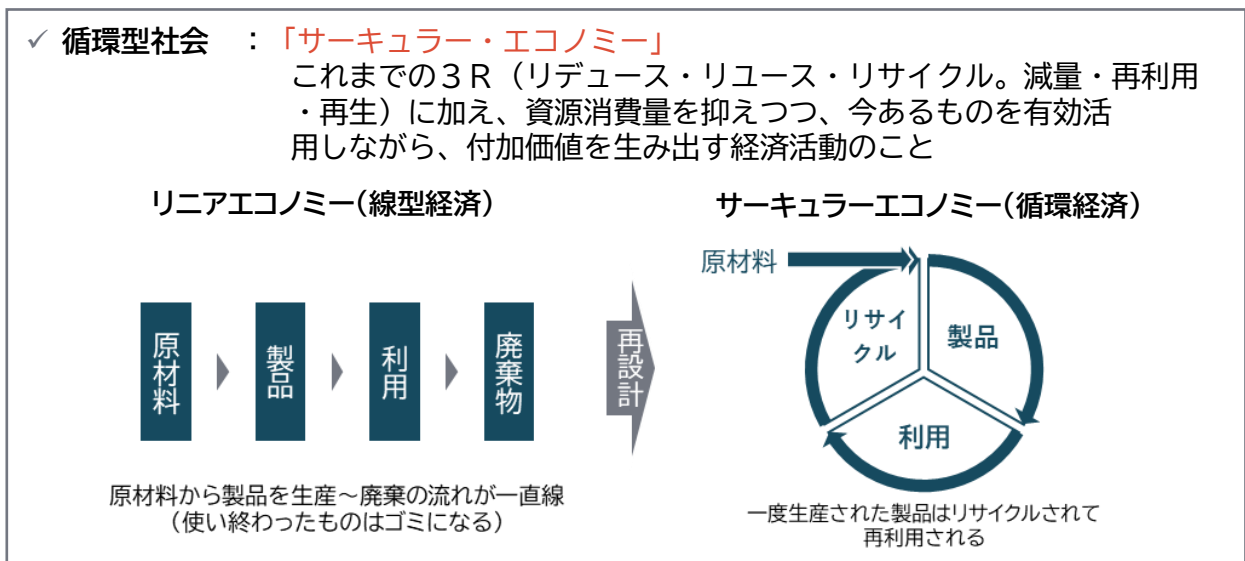 ✓ 循環型社会 ： 「サーキュラー・エコノミー」
これまでの３Ｒ（リデュース・リユース・リサイクル。減量・再利用
・再生）に加え、資源消費量を抑えつつ、今あるものを有効活
用しながら、付加価値を生み出す経済活動のこと
リニアエコノミー(線型経済)
サーキュラーエコノミー(循環経済)
原材料
製品
利用
廃棄物
再設計
原材料
リサイ
クル
製品
利用
原材料から製品を生産～廃棄の流れが一直線
（使い終わったものはゴミになる）
一度生産された製品はリサイクルされて
再利用される